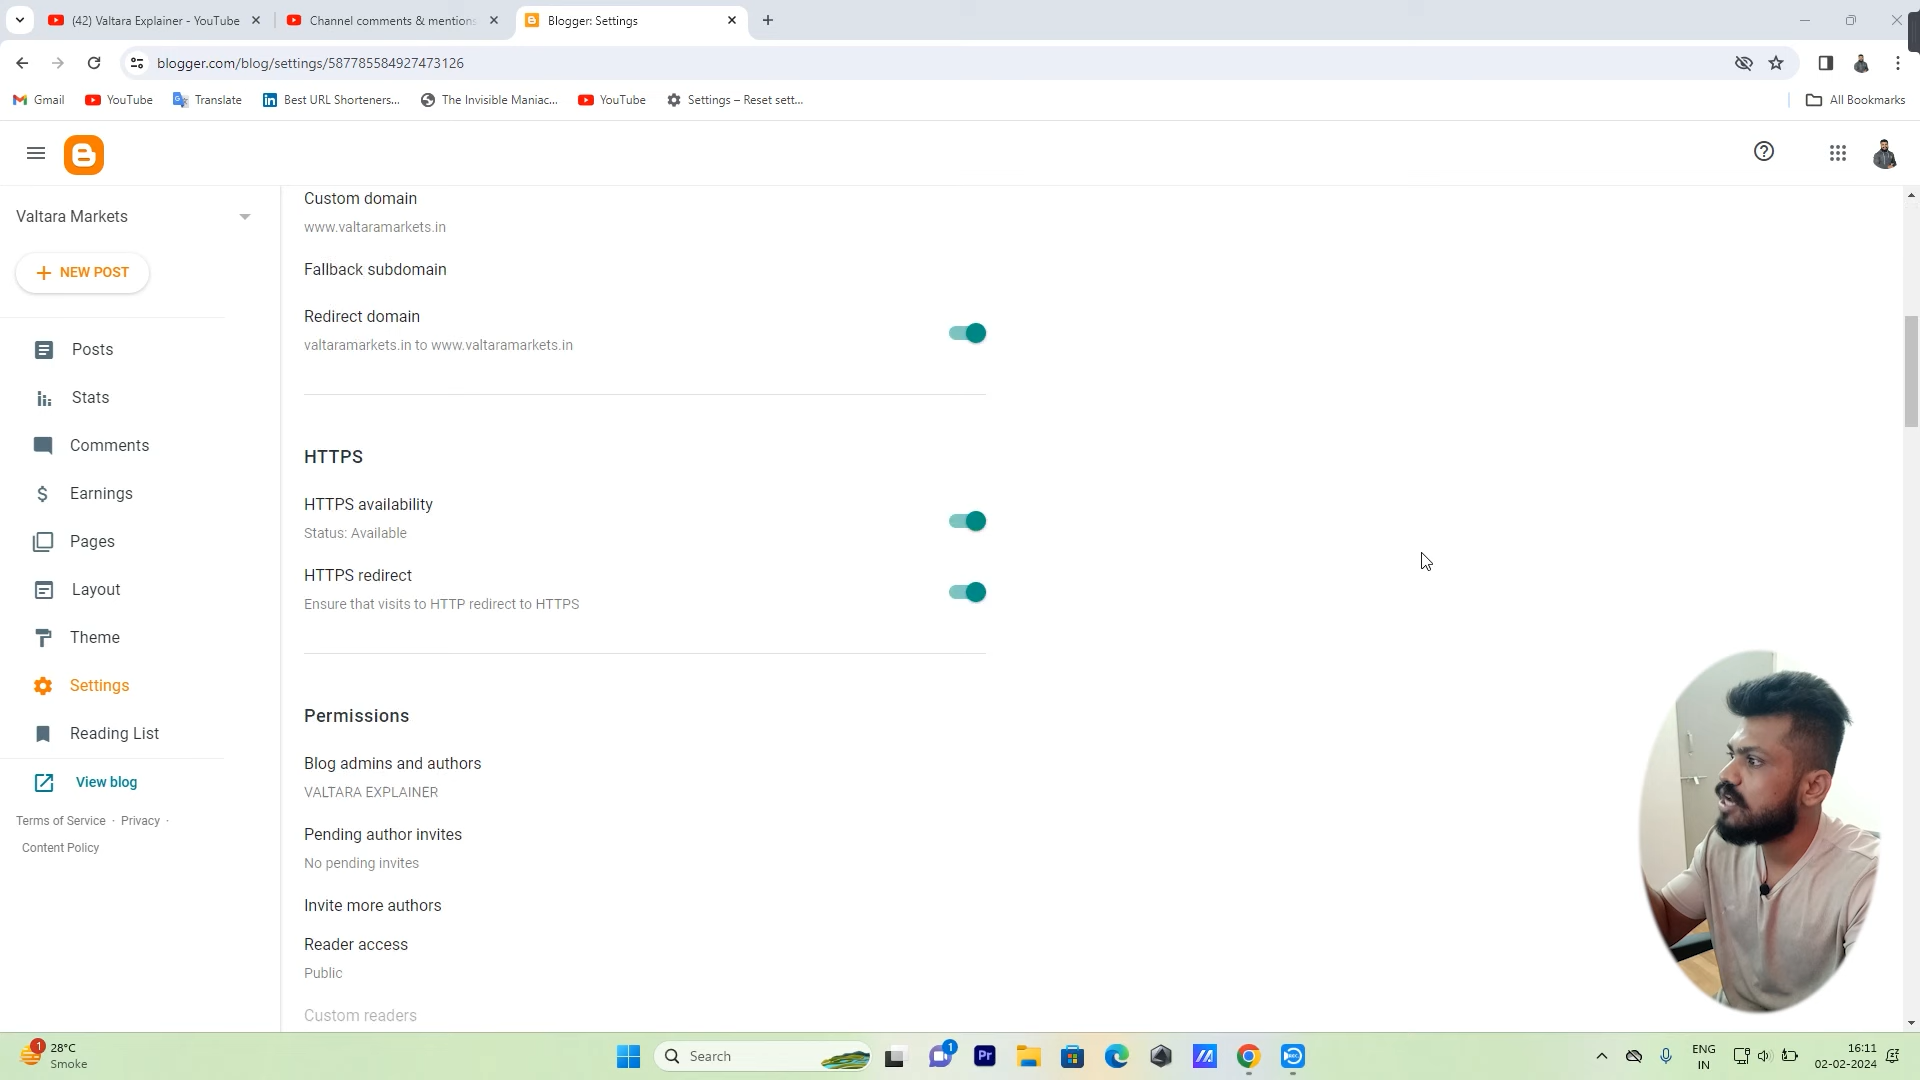 (42) Valtara Explainer - YouTube
Channel comments & mentions
Blogger: Settings
blogger.com/blog/settings/587785584927473126
Gmail
YouTube
Translate
Best URL Shorteners...
The Invisible Maniac...
YouTube
Settings – Reset sett...
All Bookmarks
Valtara Markets
NEW POST
Posts
Stats
Comments
Earnings
Pages
Layout
Theme
Settings
Reading List
View blog
Terms of Service · Privacy ·
Content Policy
Custom domain
www.valtaramarkets.in
Fallback subdomain
Redirect domain
valtaramarkets.in to www.valtaramarkets.in
HTTPS
HTTPS availability
Status: Available
HTTPS redirect
Ensure that visits to HTTP redirect to HTTPS
Permissions
Blog admins and authors
VALTARA EXPLAINER
Pending author invites
No pending invites
Invite more authors
Reader access
Public
Custom readers
1
28°C
Smoke
Search
1
Pr
ENG
IN
16:11
02-02-2024